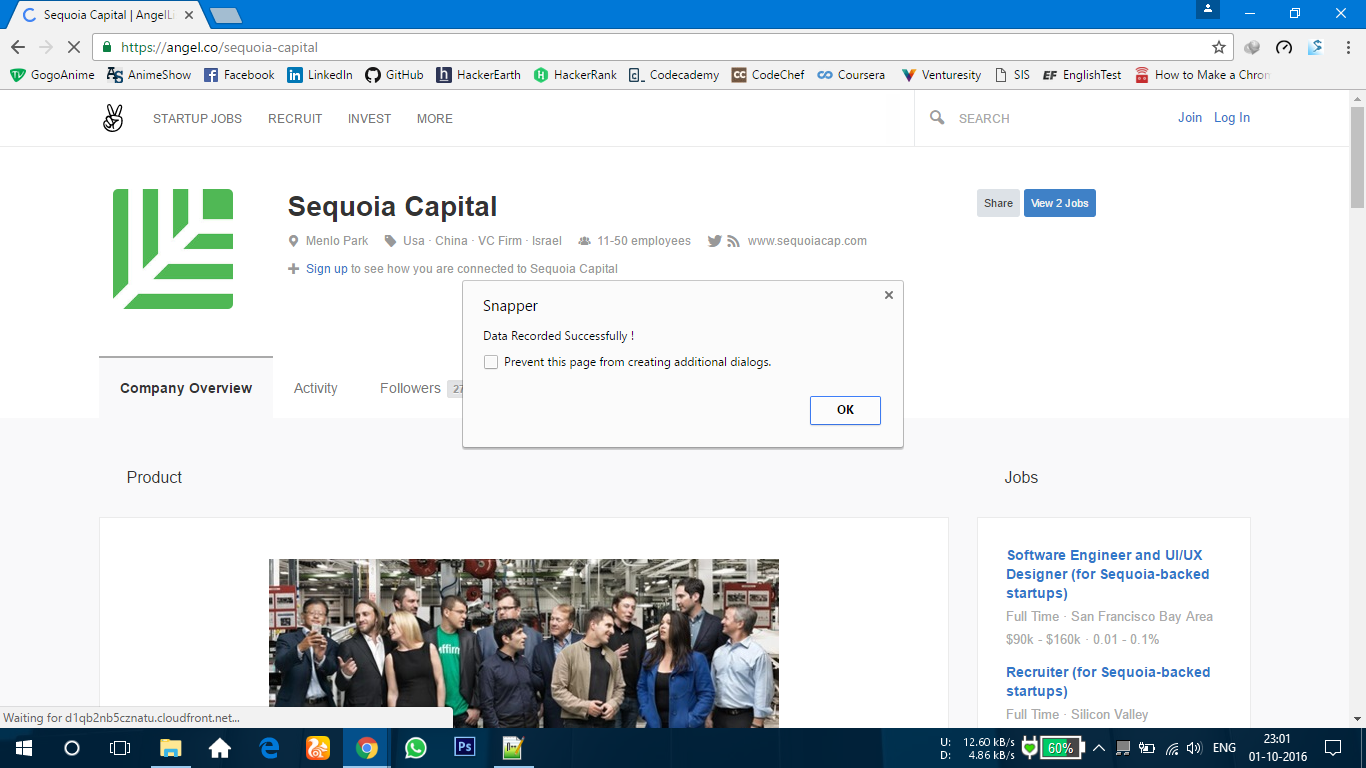 Sequoia Capital | AngelLi
https://angel.co/sequoia-capital
GogoAnime AnimeShow Facebook LinkedIn GitHub HackerEarth HackerRank Codecademy CodeChef Coursera Venturesity SIS EnglishTest How to Make a Chron
STARTUP JOBS RECRUIT INVEST MORE SEARCH Join Log In
Sequoia Capital
Share View 2 Jobs
Menlo Park Usa · China · VC Firm · Israel 11-50 employees www.sequoiacap.com
Sign up to see how you are connected to Sequoia Capital
Snapper
Data Recorded Successfully !
Prevent this page from creating additional dialogs.
OK
Company Overview Activity Followers 27
Product
Jobs
affirm
Software Engineer and UI/UX
Designer (for Sequoia-backed
startups)
Full Time · San Francisco Bay Area
$90k - $160k · 0.01 - 0.1%
Recruiter (for Sequoia-backed
startups)
Full Time · Silicon Valley
Waiting for d1qb2nb5cznatu.cloudfront.net...
U: 12.60 kB/s
D: 4.86 kB/s
60%
ENG
23:01
01-10-2016